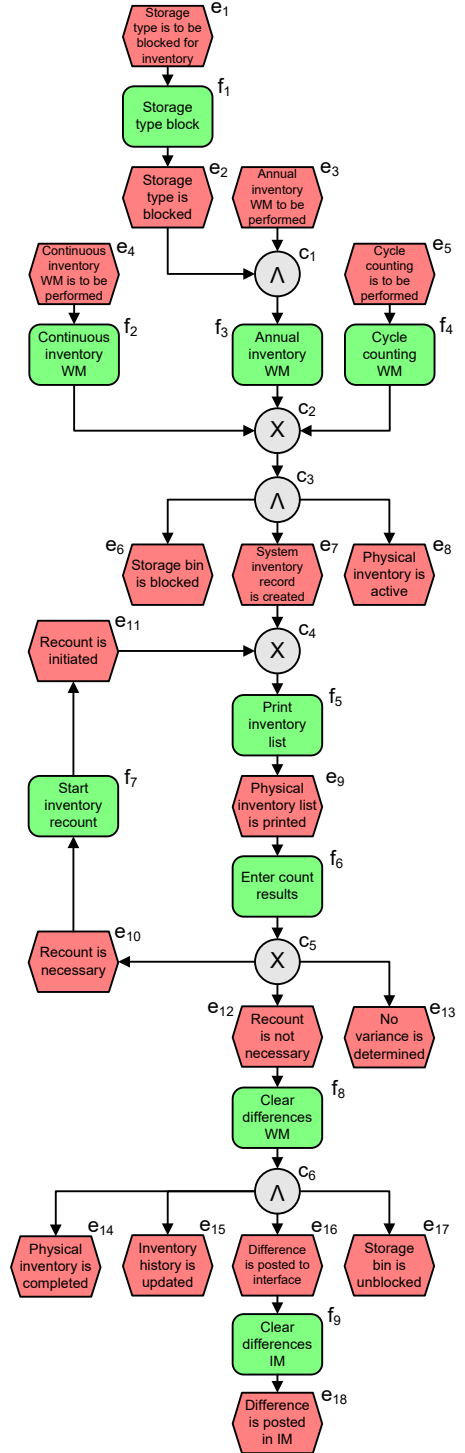 e1
Storage
type is to be
blocked for
inventory
f1
Storage
type block
e2
Storage
type is
blocked
e3
Annual
inventory
WM to be
performed
c1
Λ
e4
Continuous
inventory
WM is to be
performed
e5
Cycle
counting
is to be
performed
f2
Continuous
inventory
WM
f3
Annual
inventory
WM
f4
Cycle
counting
WM
c2
X
c3
Λ
e6
Storage bin
is blocked
e7
System
inventory
record
is created
e8
Physical
inventory is
active
e11
Recount is
initiated
c4
X
f5
Print
inventory
list
f7
Start
inventory
recount
e9
Physical
inventory list
is printed
f6
Enter count
results
e10
Recount is
necessary
c5
X
e12
Recount
is not
necessary
e13
No
variance is
determined
f8
Clear
differences
WM
c6
Λ
e14
Physical
inventory is
completed
e15
Inventory
history is
updated
e16
Difference
is posted to
interface
e17
Storage
bin is
unblocked
f9
Clear
differences
IM
e18
Difference
is posted
in IM